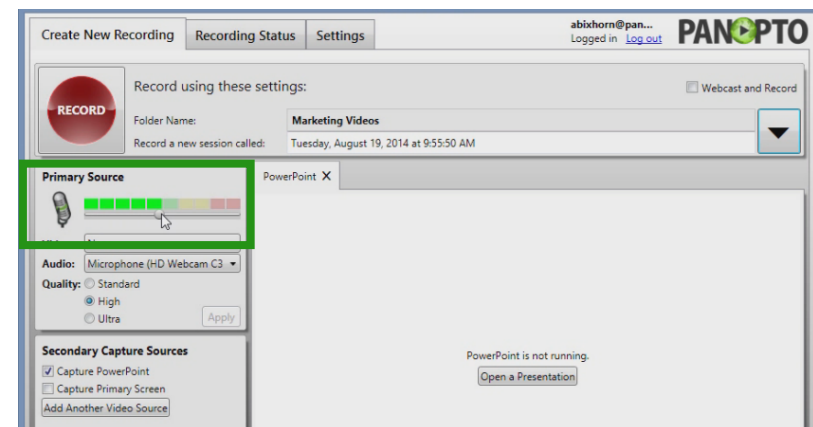 Create New Recording Recording Status Settings
abixhorn@pan...
Logged in Log out
PANOPTO
RECORD
Record using these settings:
Webcast and Record
Folder Name: Marketing Videos
Record a new session called: Tuesday, August 19, 2014 at 9:55:50 AM
Primary Source
PowerPoint X
Audio: Microphone (HD Webcam C3
Quality: Standard
High
Ultra
Apply
Secondary Capture Sources
Capture PowerPoint
Capture Primary Screen
Add Another Video Source
PowerPoint is not running.
Open a Presentation